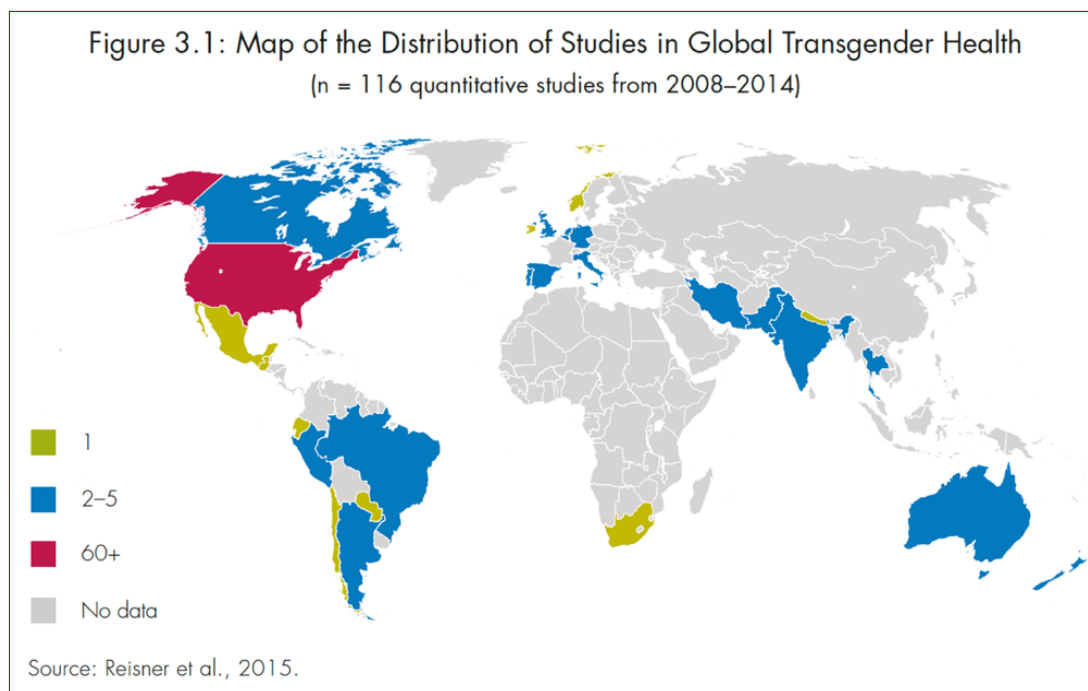 Figure 3.1: Map of the Distribution of Studies in Global Transgender Health
(n = 116 quantitative studies from 2008–2014)
1
2–5
60+
No data
Source: Reisner et al., 2015.